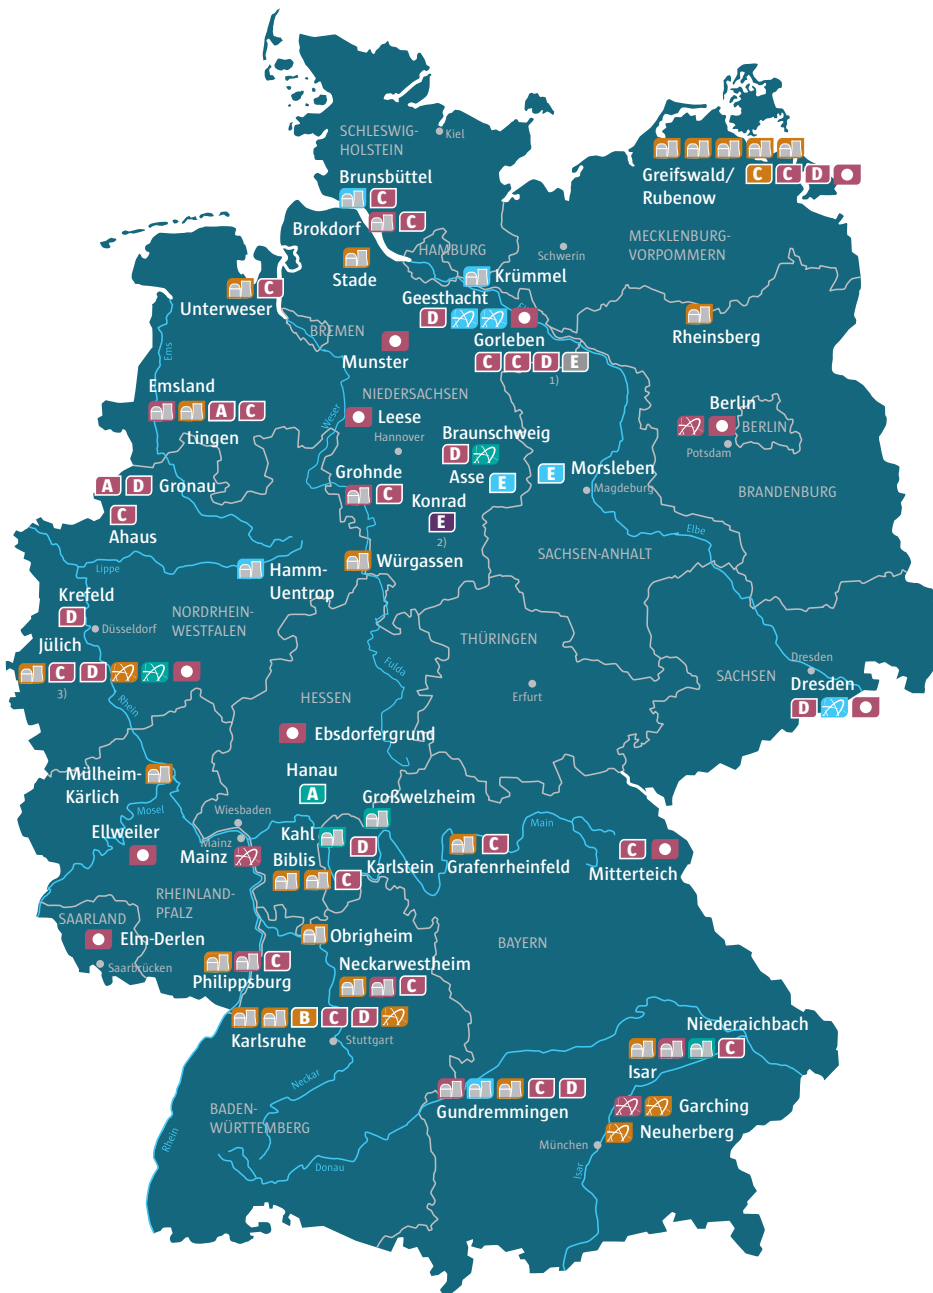 SCHLESWIG-
HOLSTEIN
Kiel
Brunsbüttel
C
Brokdorf
C
Greifswald/
Rubenow
C C D
MECKLENBURG-
VORPOMMERN
HAMBURG
Schwerin
Stade
Krümmel
Unterweser
C
Geesthacht
D
Gorleben
C C D E
1)
Rheinsberg
BREMEN
Munster
Ems
Emsland
A C
Lingen
NIEDERSACHSEN
Weser
Leese
Hannover
Berlin
BERLIN
Potsdam
Braunschweig
D
Asse
E
E
Morsleben
Magdeburg
A D Gronau
C
Ahaus
Grohnde
C
Konrad
E
2)
BRANDENBURG
Elbe
SACHSEN-ANHALT
Würgassen
Lippe
Hamm-
Uentrop
Krefeld
D
Düsseldorf
NORDRHEIN-
WESTFALEN
Jülich
C D
3)
Rhein
THÜRINGEN
Erfurt
Fulda
HESSEN
SACHSEN
Dresden
Dresden
D
Ebsdorfergrund
Mülheim-
Kärlich
Mosel
Hanau
A
Großwelzheim
Wiesbaden
Ellweiler
Mainz
Mainz
Kahl
D
Karlstein
Biblis
C
Main
C
Grafenrheinfeld
C
Mitterteich
RHEINLAND-
PFALZ
SAARLAND
Elm-Derlen
Saarbrücken
BAYERN
Obrigheim
C
Philippsburg
Neckarwestheim
C
B C D
Karlsruhe
Stuttgart
Neckar
Niederaichbach
C
Isar
BADEN-
WÜRTTEMBERG
C D
Gundremmingen
Garching
Neuherberg
München
Rhein
Donau
Isar